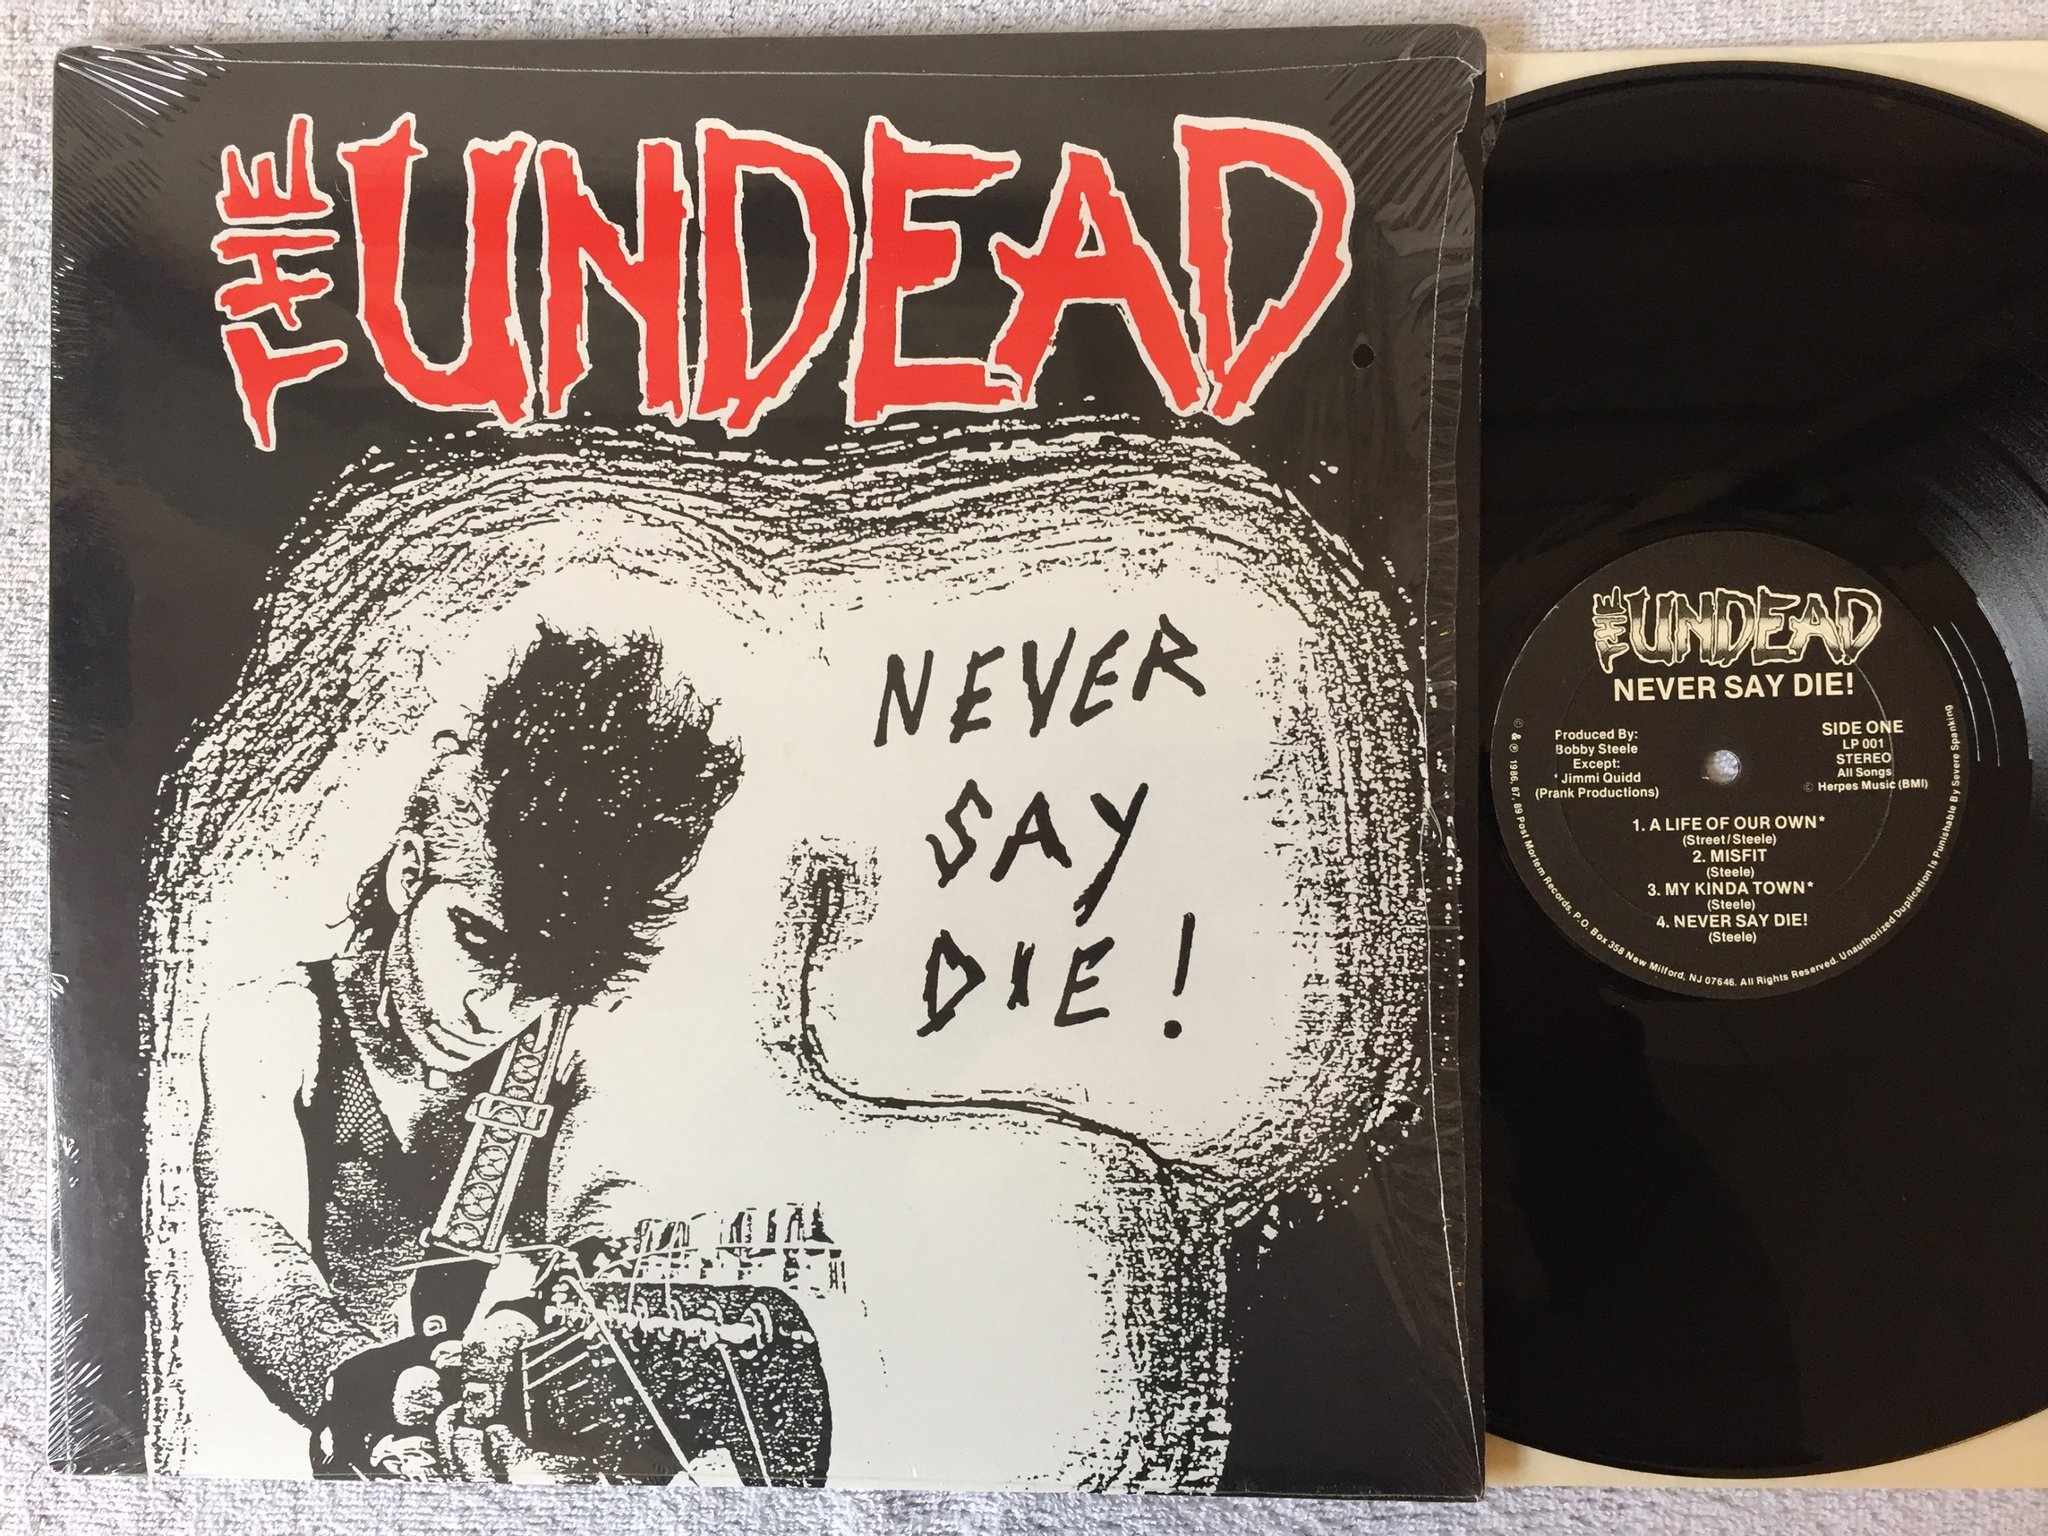 THE UNDEAD
NEVER
SAY
DIE!
THE UNDEAD
NEVER SAY DIE!
Produced By:
Bobby Steele
Except:
* Jimmi Quidd
(Prank Productions)
SIDE ONE
LP 001
STEREO
All Songs
© Herpes Music (BMI)
1. A LIFE OF OUR OWN*
(Street/Steele)
2. MISFIT
(Steele)
3. MY KINDA TOWN*
(Steele)
4. NEVER SAY DIE!
(Steele)
© & ℗ 1986, 87, 89 Post Mortem Records, P.O. Box 358 New Milford, NJ 07646. All Rights Reserved. Unauthorized Duplication Is Punishable By Severe Spanking